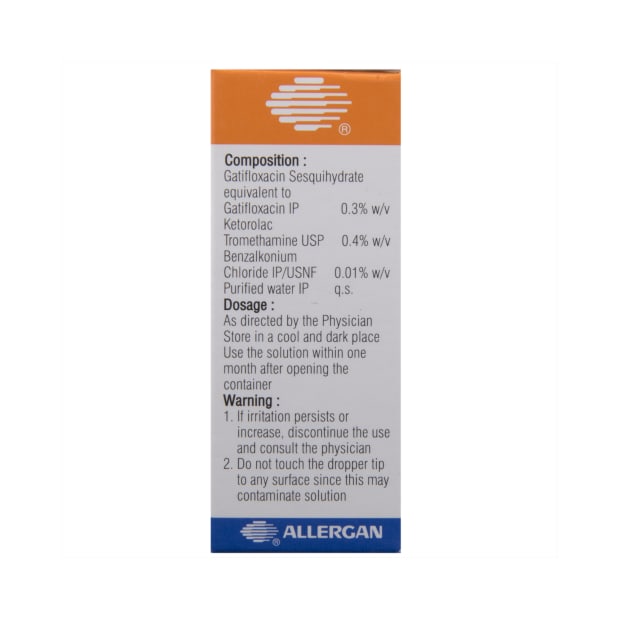 ®
Composition :
Gatifloxacin Sesquihydrate
equivalent to
Gatifloxacin IP 0.3% w/v
Ketorolac
Tromethamine USP 0.4% w/v
Benzalkonium
Chloride IP/USNF 0.01% w/v
Purified water IP q.s.
Dosage :
As directed by the Physician
Store in a cool and dark place
Use the solution within one
month after opening the
container
Warning :
1. If irritation persists or
increase, discontinue the use
and consult the physician
2. Do not touch the dropper tip
to any surface since this may
contaminate solution
® ALLERGAN